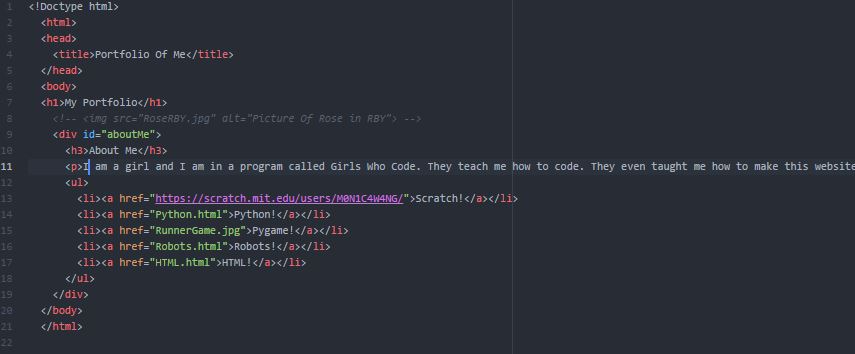 1 <!Doctype html>
2 <html>
3 <head>
4 <title>Portfolio Of Me</title>
5 </head>
6 <body>
7 <h1>My Portfolio</h1>
8 <!-- <img src="RoseRBY.jpg" alt="Picture Of Rose in RBY"> -->
9 <div id="aboutMe">
10 <h3>About Me</h3>
11 <p>I am a girl and I am in a program called Girls Who Code. They teach me how to code. They even taught me how to make this website
12 <ul>
13 <li><a href="https://scratch.mit.edu/users/M0N1C4W4NG/">Scratch!</a></li>
14 <li><a href="Python.html">Python!</a></li>
15 <li><a href="RunnerGame.jpg">Pygame!</a></li>
16 <li><a href="Robots.html">Robots!</a></li>
17 <li><a href="HTML.html">HTML!</a></li>
18 </ul>
19 </div>
20 </body>
21 </html>
22